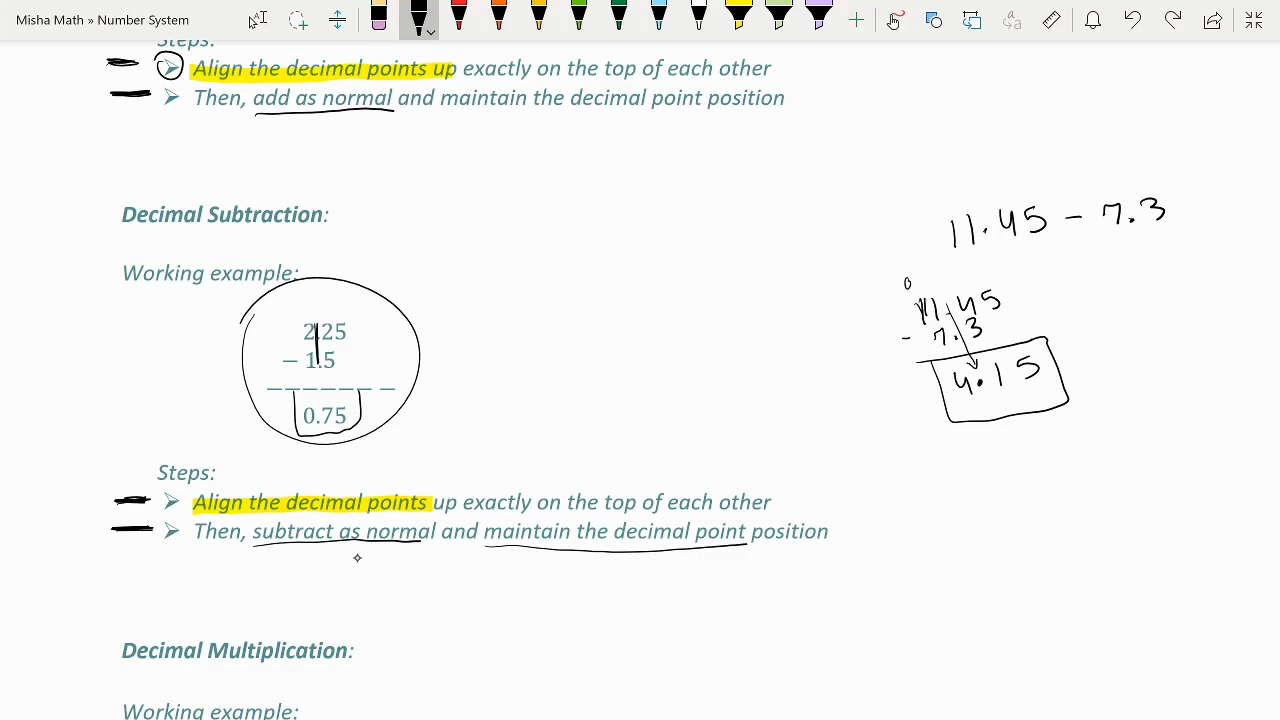 Misha Math » Number System
Steps:
➤ Align the decimal points up exactly on the top of each other
➤ Then, add as normal and maintain the decimal point position
Decimal Subtraction:
11.45 - 7.3
Working example:
0
11.45
- 7.3
4.15
2.25
− 1.5
−−−−−− −
0.75
Steps:
➤ Align the decimal points up exactly on the top of each other
➤ Then, subtract as normal and maintain the decimal point position
Decimal Multiplication:
Working example: